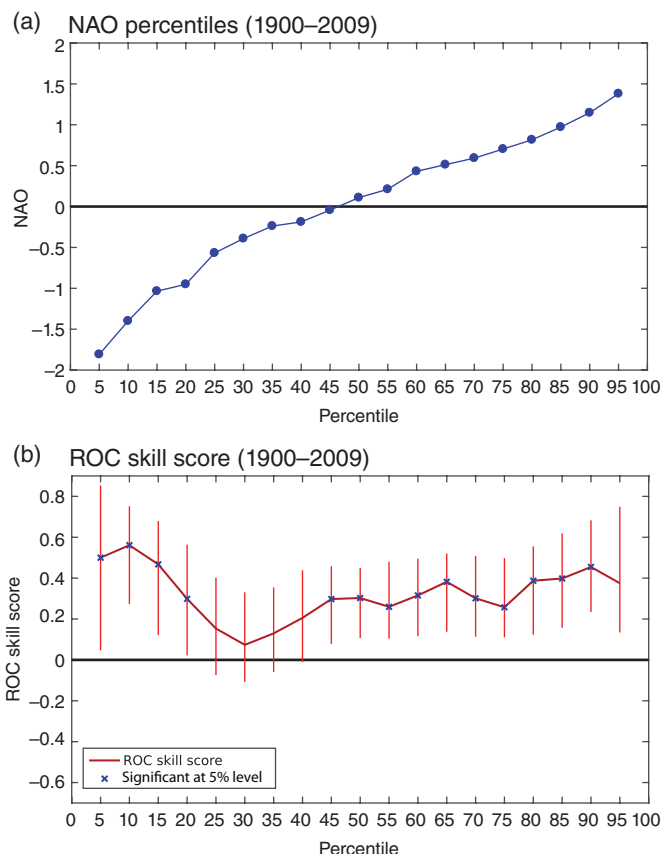 (a) NAO percentiles (1900–2009)
2
1.5
1
0.5
0
−0.5
−1
−1.5
−2
NAO
0 5 10 15 20 25 30 35 40 45 50 55 60 65 70 75 80 85 90 95 100
Percentile
(b) ROC skill score (1900–2009)
0.8
0.6
0.4
0.2
0
−0.2
−0.4
−0.6
ROC skill score
ROC skill score
Significant at 5% level
0 5 10 15 20 25 30 35 40 45 50 55 60 65 70 75 80 85 90 95 100
Percentile